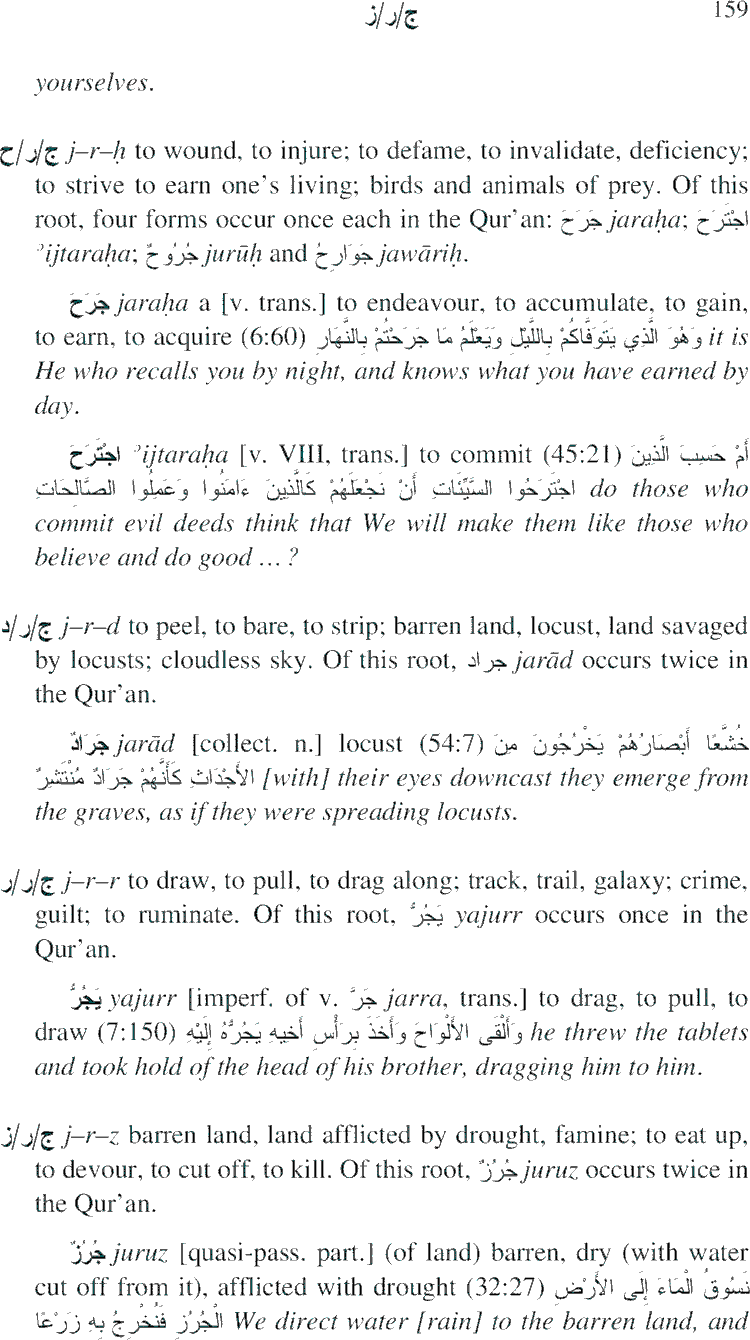 ج/ر/ز 159
yourselves.
ج/ر/ح j–r–ḥ to wound, to injure; to defame, to invalidate, deficiency;
to strive to earn one’s living; birds and animals of prey. Of this
root, four forms occur once each in the Qur’an: جَرَحَ jaraḥa; اجْتَرَحَ
ʾijtaraḥa; جُرُوحٌ jurūḥ and جَوَارِحُ jawāriḥ.
جَرَحَ jaraḥa a [v. trans.] to endeavour, to accumulate, to gain,
to earn, to acquire (6:60) وَهُوَ الَّذِي يَتَوَفَّاكُمْ بِاللَّيْلِ وَيَعْلَمُ مَا جَرَحْتُمْ بِالنَّهَارِ it is
He who recalls you by night, and knows what you have earned by
day.
اجْتَرَحَ ʾijtaraḥa [v. VIII, trans.] to commit (45:21) أَمْ حَسِبَ الَّذِينَ
اجْتَرَحُوا السَّيِّئَاتِ أَنْ نَجْعَلَهُمْ كَالَّذِينَ ءَامَنُوا وَعَمِلُوا الصَّالِحَاتِ do those who
commit evil deeds think that We will make them like those who
believe and do good … ?
ج/ر/د j–r–d to peel, to bare, to strip; barren land, locust, land savaged
by locusts; cloudless sky. Of this root, جراد jarād occurs twice in
the Qur’an.
جَرَادٌ jarād [collect. n.] locust (54:7) خُشَّعًا أَبْصَارُهُمْ يَخْرُجُونَ مِنَ
الأَجْدَاثِ كَأَنَّهُمْ جَرَادٌ مُنْتَشِرٌ [with] their eyes downcast they emerge from
the graves, as if they were spreading locusts.
ج/ر/ر j–r–r to draw, to pull, to drag along; track, trail, galaxy; crime,
guilt; to ruminate. Of this root, يَجُرُّ yajurr occurs once in the
Qur’an.
يَجُرُّ yajurr [imperf. of v. جَرَّ jarra, trans.] to drag, to pull, to
draw (7:150) وَأَلْقَى الأَلْوَاحَ وَأَخَذَ بِرَأْسِ أَخِيهِ يَجُرُّهُ إِلَيْهِ he threw the tablets
and took hold of the head of his brother, dragging him to him.
ج/ر/ز j–r–z barren land, land afflicted by drought, famine; to eat up,
to devour, to cut off, to kill. Of this root, جُرُزٌ juruz occurs twice in
the Qur’an.
جُرُزٌ juruz [quasi-pass. part.] (of land) barren, dry (with water
cut off from it), afflicted with drought (32:27) نَسُوقُ الْمَاءَ إِلَى الأَرْضِ
الْجُرُزِ فَنُخْرِجُ بِهِ زَرْعًا We direct water [rain] to the barren land, and